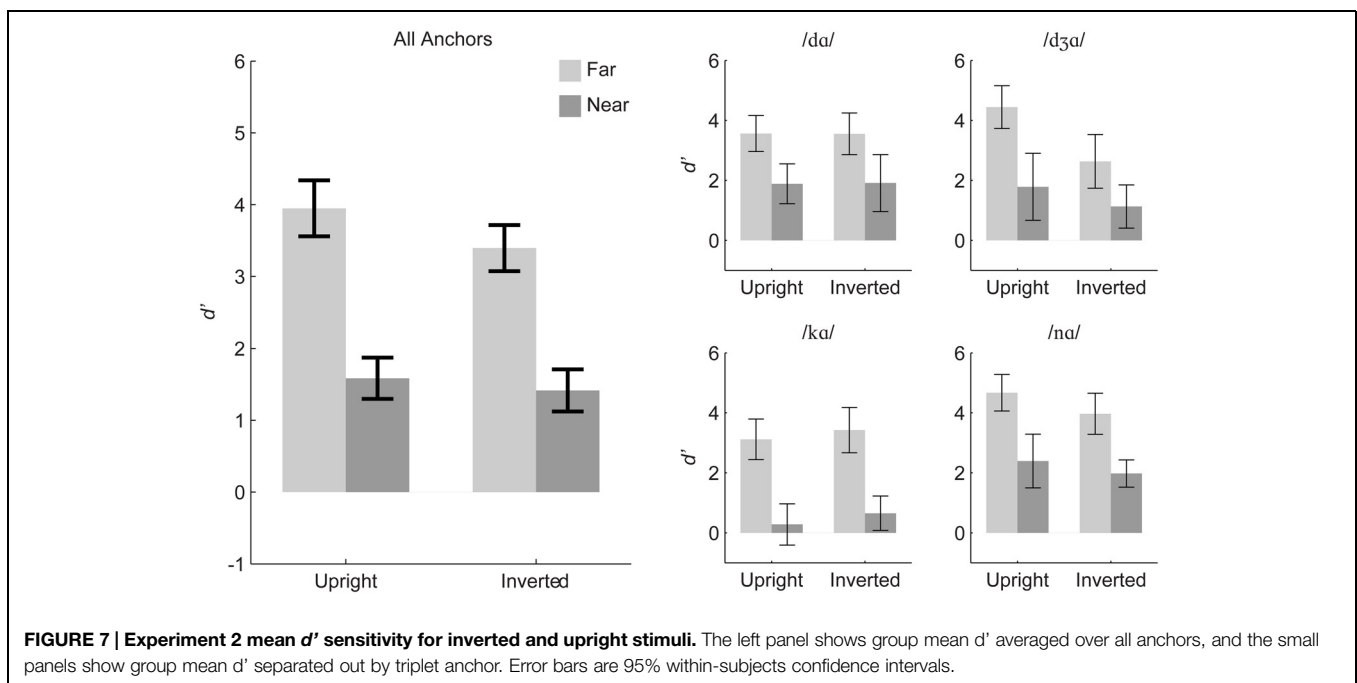 All Anchors
6
5
4
3
2
1
0
-1
d’
Far
Near
Upright Inverted
/dɑ/
6
4
2
0
d’
Upright Inverted
/dʒɑ/
6
4
2
0
Upright Inverted
/kɑ/
6
4
2
0
d’
Upright Inverted
/nɑ/
6
4
2
0
Upright Inverted
FIGURE 7 | Experiment 2 mean d’ sensitivity for inverted and upright stimuli. The left panel shows group mean d’ averaged over all anchors, and the small
panels show group mean d’ separated out by triplet anchor. Error bars are 95% within-subjects confidence intervals.